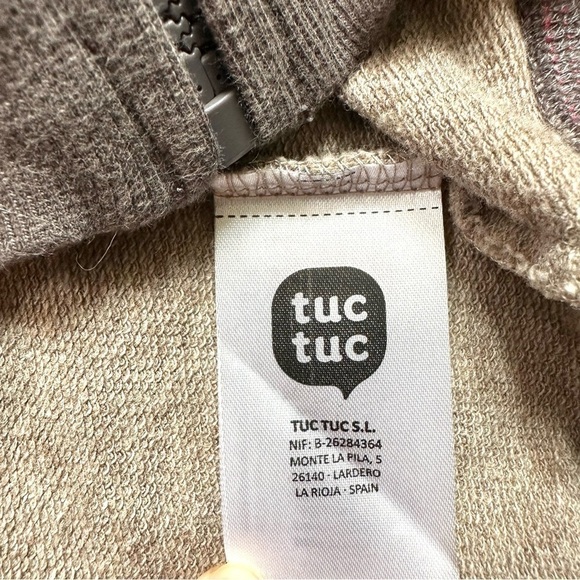 tuc
tuc
TUC TUC S.L.
NIF: B-26284364
MONTE LA PILA, 5
26140 · LARDERO
LA RIOJA · SPAIN